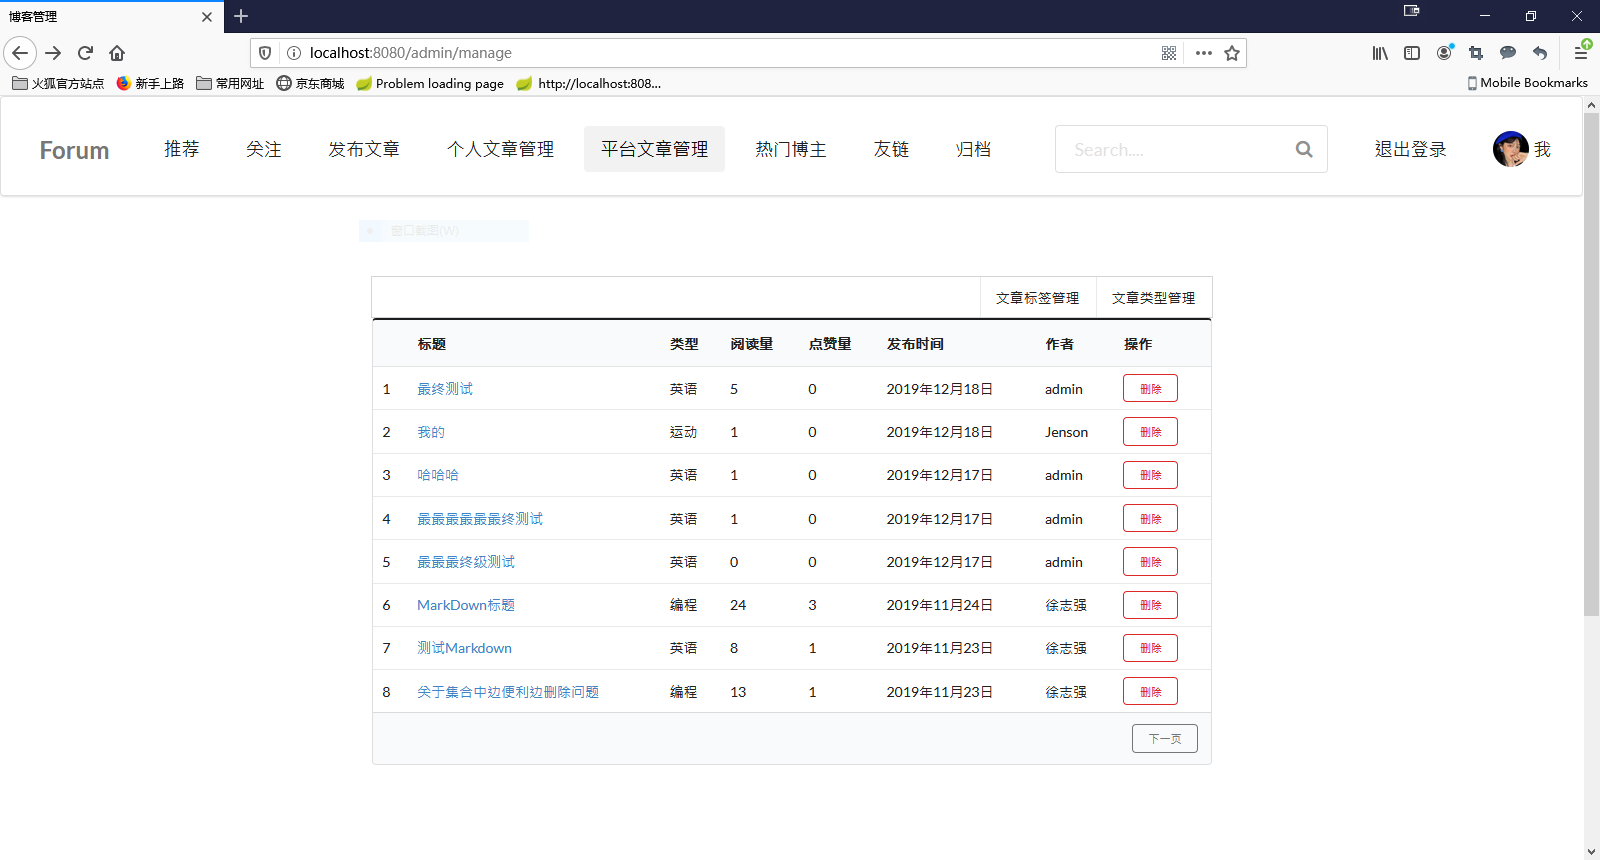 博客管理
localhost:8080/admin/manage
火狐官方站点 新手上路 常用网址 京东商城 Problem loading page http://localhost:808... Mobile Bookmarks
Forum 推荐 关注 发布文章 个人文章管理 平台文章管理 热门博主 友链 归档 Search.... 退出登录 我
窗口截图(W)
文章标签管理 文章类型管理
标题 类型 阅读量 点赞量 发布时间 作者 操作
1 最终测试 英语 5 0 2019年12月18日 admin 删除
2 我的 运动 1 0 2019年12月18日 Jenson 删除
3 哈哈哈 英语 1 0 2019年12月17日 admin 删除
4 最最最最最最终测试 英语 1 0 2019年12月17日 admin 删除
5 最最最终级测试 英语 0 0 2019年12月17日 admin 删除
6 MarkDown标题 编程 24 3 2019年11月24日 徐志强 删除
7 测试Markdown 英语 8 1 2019年11月23日 徐志强 删除
8 关于集合中边便利边删除问题 编程 13 1 2019年11月23日 徐志强 删除
下一页